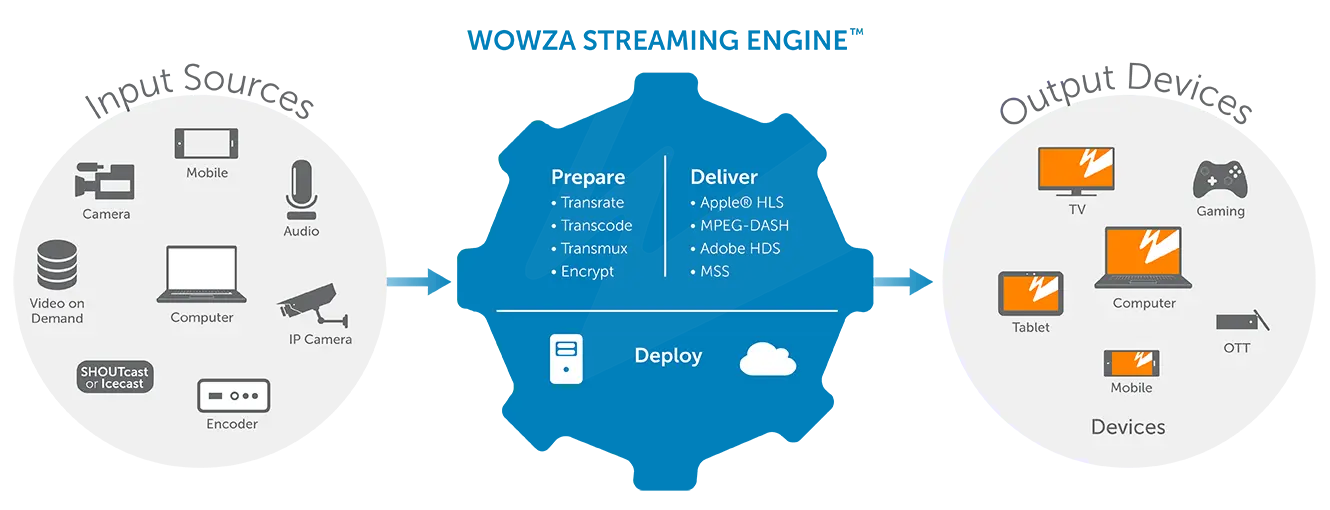 WOWZA STREAMING ENGINE™
Input Sources
Mobile
Camera
Audio
Video on
Demand
Computer
IP Camera
SHOUTcast
or Icecast
Encoder
Prepare
• Transrate
• Transcode
• Transmux
• Encrypt
Deliver
• Apple® HLS
• MPEG-DASH
• Adobe HDS
• MSS
Deploy
Output Devices
TV
Gaming
Computer
Tablet
OTT
Mobile
Devices